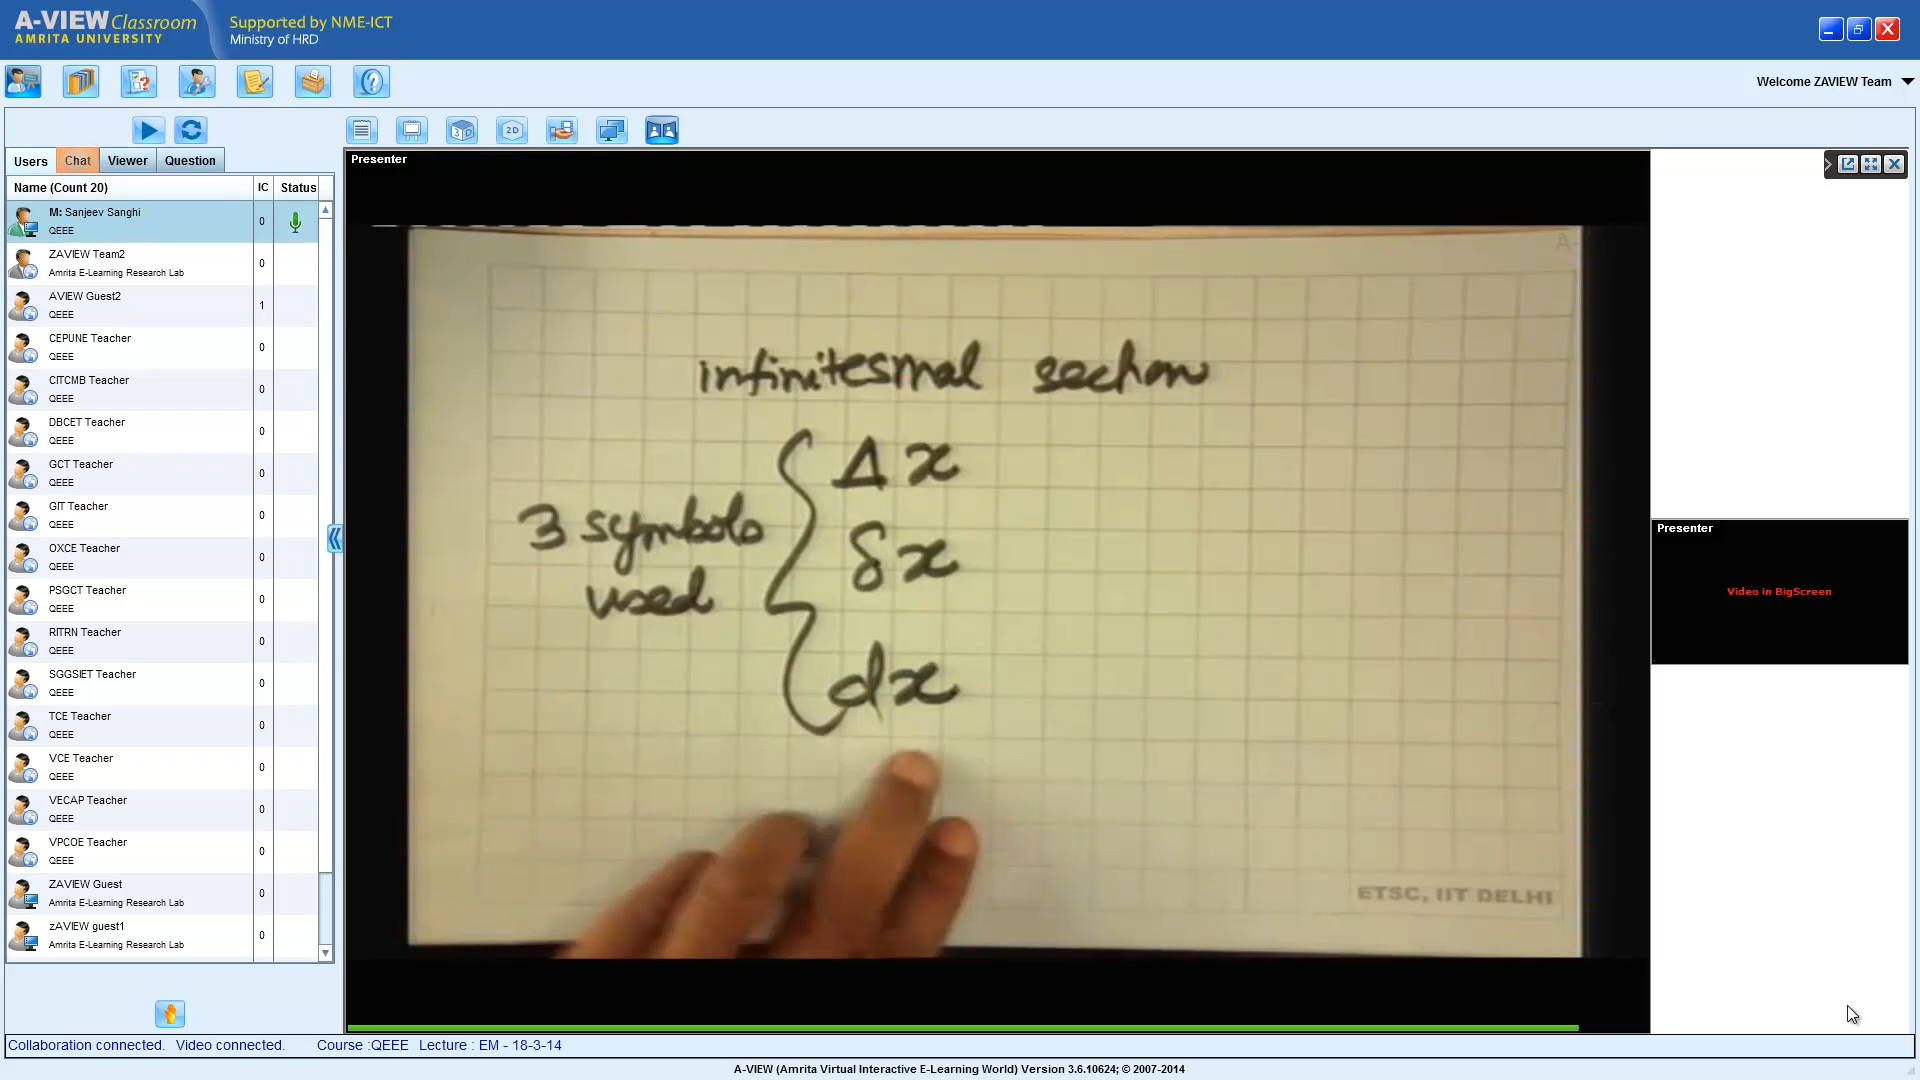 A-VIEW Classroom
AMRITA UNIVERSITY
Supported by NME-ICT
Ministry of HRD
Welcome ZAVIEW Team
3D
2D
Users Chat Viewer Question
Name (Count 20) IC Status
M: Sanjeev Sanghi
QEEE
0
ZAVIEW Team2
Amrita E-Learning Research Lab
0
AVIEW Guest2
QEEE
1
CEPUNE Teacher
QEEE
0
CITCMB Teacher
QEEE
0
DBCET Teacher
QEEE
0
GCT Teacher
QEEE
0
GIT Teacher
QEEE
0
OXCE Teacher
QEEE
0
PSGCT Teacher
QEEE
0
RITRN Teacher
QEEE
0
SGGSIET Teacher
QEEE
0
TCE Teacher
QEEE
0
VCE Teacher
QEEE
0
VECAP Teacher
QEEE
0
VPCOE Teacher
QEEE
0
ZAVIEW Guest
Amrita E-Learning Research Lab
0
zAVIEW guest1
Amrita E-Learning Research Lab
0
Presenter
A-
infinitesmal section
3 symbols used
Δx
δx
dx
ETSC, IIT DELHI
Presenter
Video in BigScreen
Collaboration connected. Video connected. Course :QEEE Lecture : EM - 18-3-14
A-VIEW (Amrita Virtual Interactive E-Learning World) Version 3.6.10624; © 2007-2014